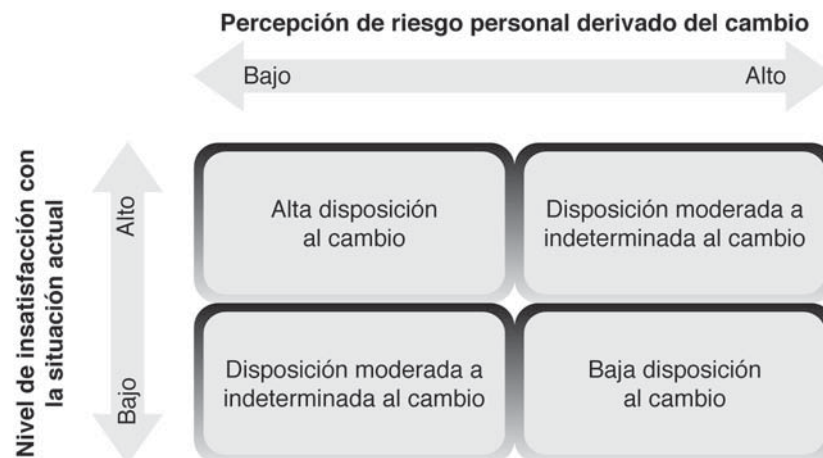 Percepción de riesgo personal derivado del cambio
Bajo
Alto
Nivel de insatisfacción con
la situación actual
Alto
Bajo
Alta disposición
al cambio
Disposición moderada a
indeterminada al cambio
Disposición moderada a
indeterminada al cambio
Baja disposición
al cambio